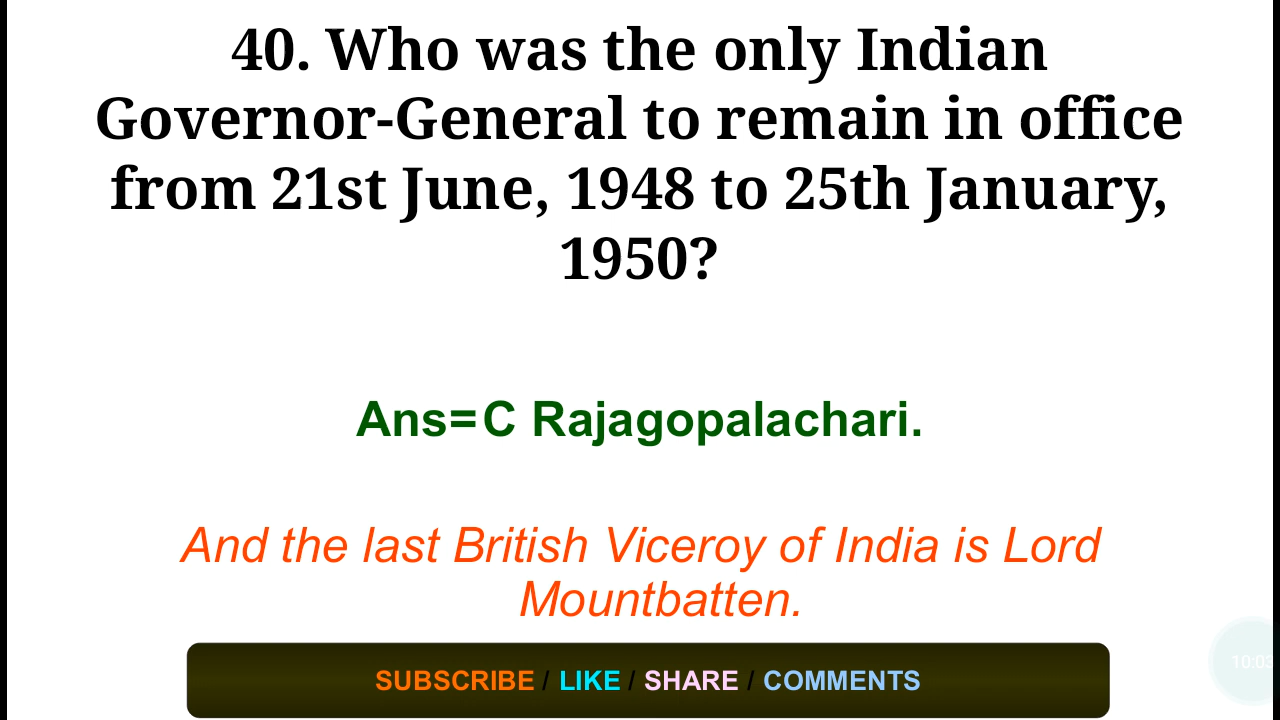 40. Who was the only Indian
Governor-General to remain in office
from 21st June, 1948 to 25th January,
1950?
Ans=C Rajagopalachari.
And the last British Viceroy of India is Lord
Mountbatten.
SUBSCRIBE / LIKE / SHARE / COMMENTS